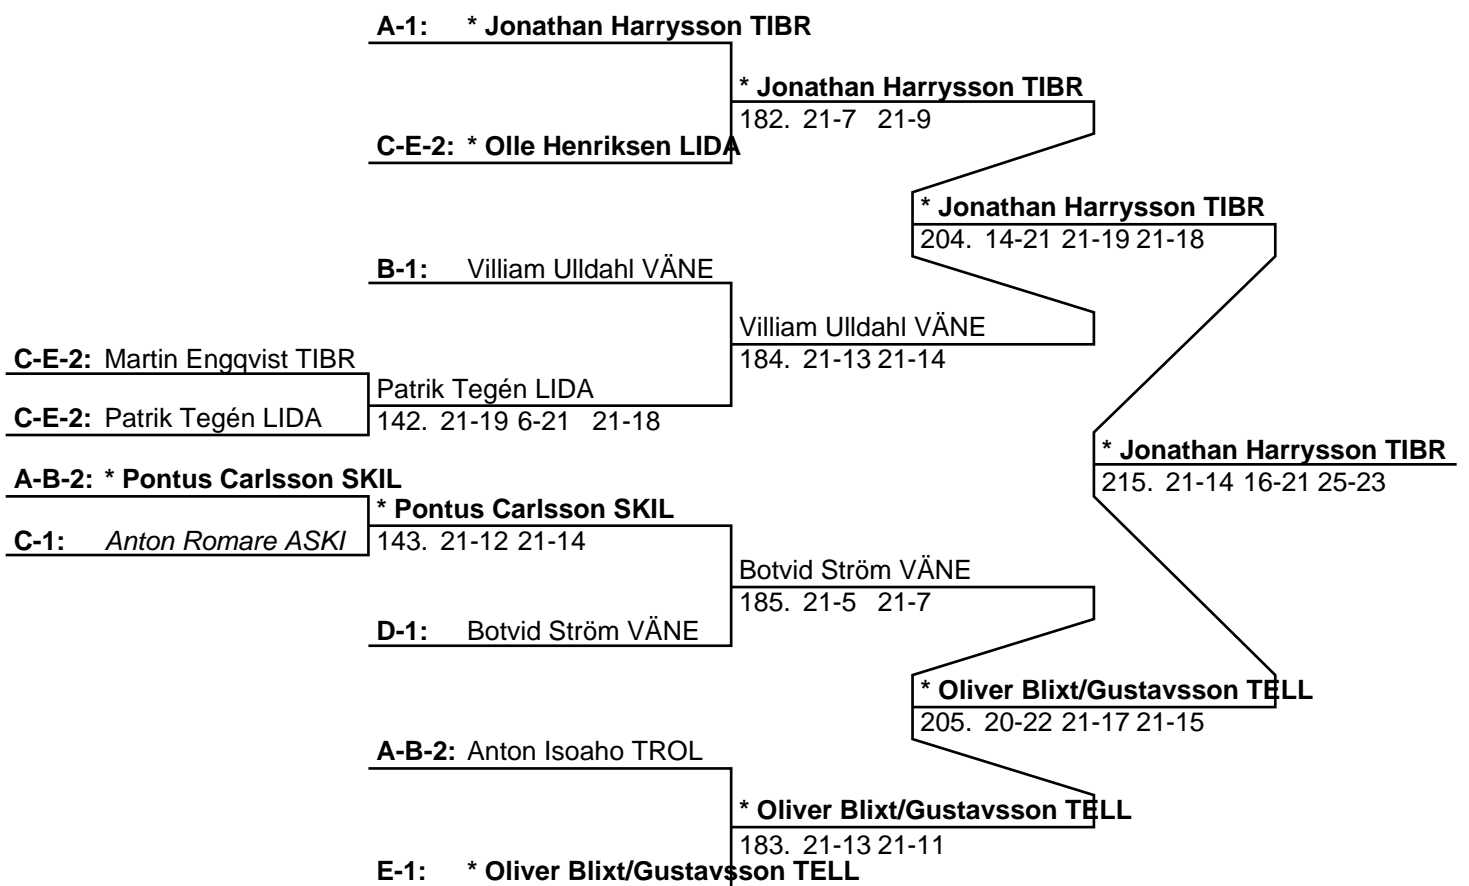 A-1: * Jonathan Harrysson TIBR
* Jonathan Harrysson TIBR
182. 21-7 21-9
C-E-2: * Olle Henriksen LIDA
* Jonathan Harrysson TIBR
204. 14-21 21-19 21-18
B-1: Villiam Ulldahl VÄNE
Villiam Ulldahl VÄNE
184. 21-13 21-14
C-E-2: Martin Engqvist TIBR
Patrik Tegén LIDA
142. 21-19 6-21 21-18
C-E-2: Patrik Tegén LIDA
* Jonathan Harrysson TIBR
215. 21-14 16-21 25-23
A-B-2: * Pontus Carlsson SKIL
* Pontus Carlsson SKIL
143. 21-12 21-14
C-1: Anton Romare ASKI
Botvid Ström VÄNE
185. 21-5 21-7
D-1: Botvid Ström VÄNE
* Oliver Blixt/Gustavsson TELL
205. 20-22 21-17 21-15
A-B-2: Anton Isoaho TROL
* Oliver Blixt/Gustavsson TELL
183. 21-13 21-11
E-1: * Oliver Blixt/Gustavsson TELL